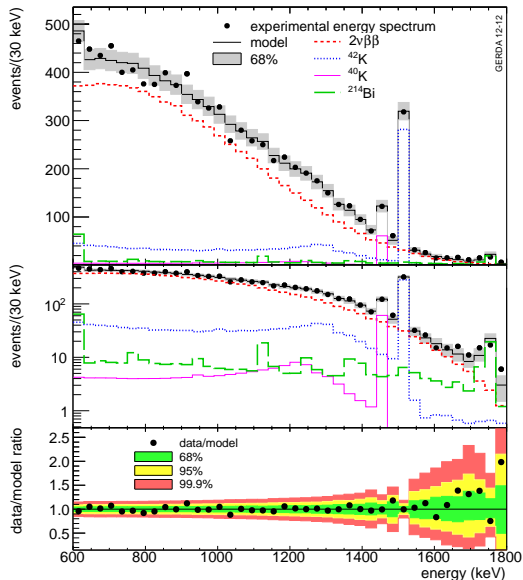 events/(30 keV)
500
400
300
200
100
experimental energy spectrum
model
68%
2νββ
⁴²K
⁴⁰K
²¹⁴Bi
GERDA 12-12
events/(30 keV)
10²
10
1
data/model ratio
2.5
2.0
1.5
1.0
0.5
data/model
68%
95%
99.9%
600 800 1000 1200 1400 1600 1800
energy (keV)